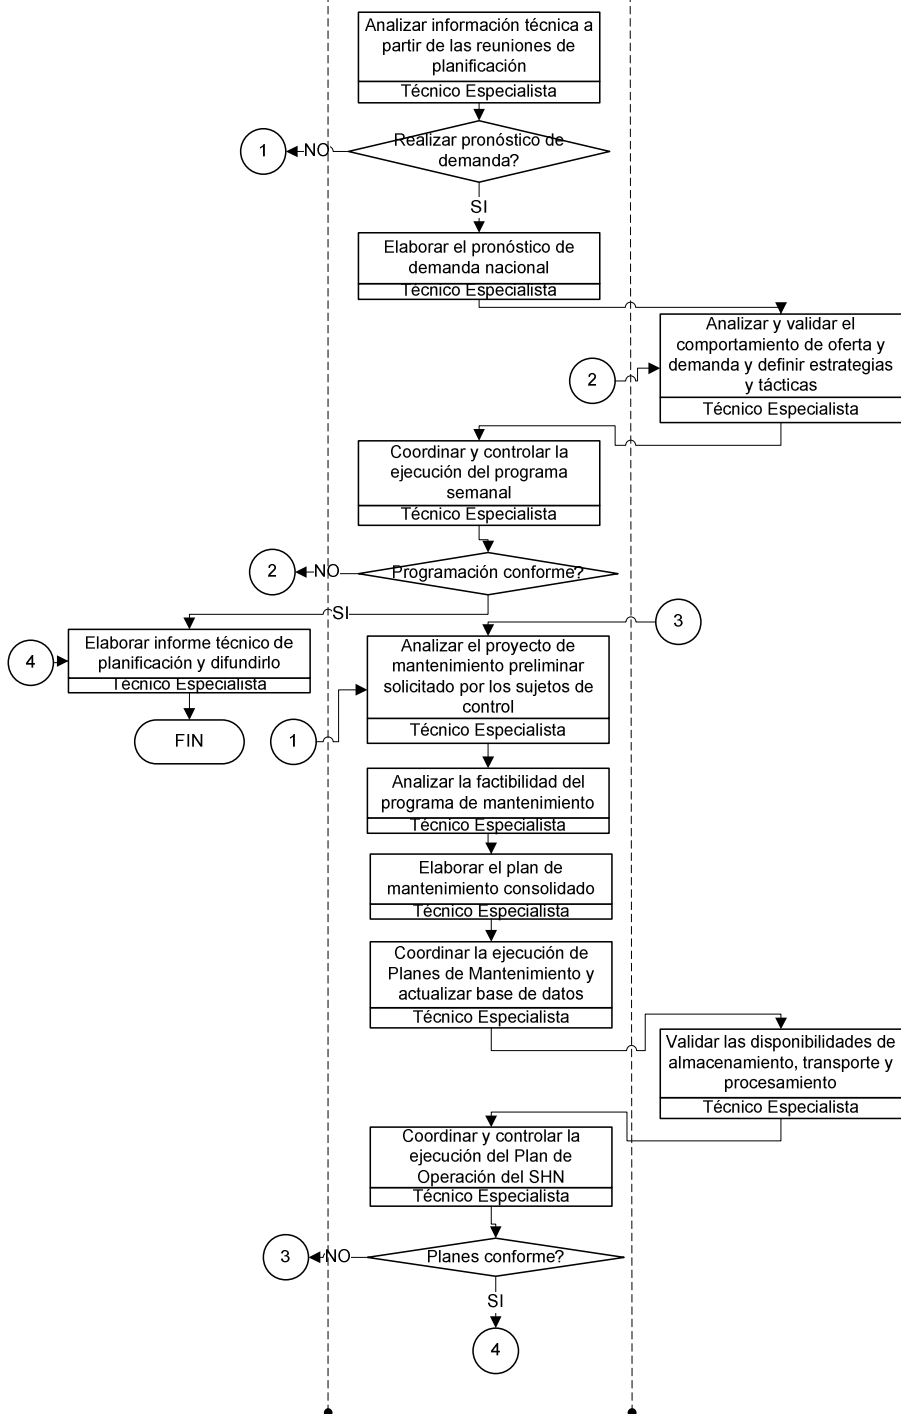 Analizar información técnica a
partir de las reuniones de
planificación
Técnico Especialista
Realizar pronóstico de
demanda?
NO
1
SI
Elaborar el pronóstico de
demanda nacional
Técnico Especialista
Analizar y validar el
comportamiento de oferta y
demanda y definir estrategias
y tácticas
Técnico Especialista
2
Coordinar y controlar la
ejecución del programa
semanal
Técnico Especialista
Programación conforme?
NO
2
SI
Elaborar informe técnico de
planificación y difundirlo
Técnico Especialista
4
FIN
3
Analizar el proyecto de
mantenimiento preliminar
solicitado por los sujetos de
control
Técnico Especialista
1
Analizar la factibilidad del
programa de mantenimiento
Técnico Especialista
Elaborar el plan de
mantenimiento consolidado
Técnico Especialista
Coordinar la ejecución de
Planes de Mantenimiento y
actualizar base de datos
Técnico Especialista
Validar las disponibilidades de
almacenamiento, transporte y
procesamiento
Técnico Especialista
Coordinar y controlar la
ejecución del Plan de
Operación del SHN
Técnico Especialista
Planes conforme?
NO
3
SI
4